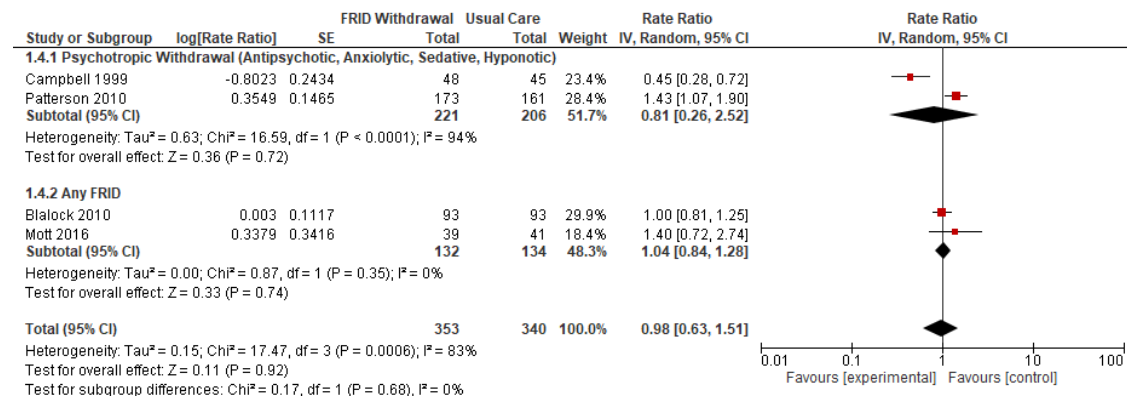 FRID Withdrawal Usual Care Rate Ratio Rate Ratio
Study or Subgroup log[Rate Ratio] SE Total Total Weight IV, Random, 95% CI IV, Random, 95% CI
1.4.1 Psychotropic Withdrawal (Antipsychotic, Anxiolytic, Sedative, Hyponotic)
Campbell 1999 -0.8023 0.2434 48 45 23.4% 0.45 [0.28, 0.72]
Patterson 2010 0.3549 0.1465 173 161 28.4% 1.43 [1.07, 1.90]
Subtotal (95% CI) 221 206 51.7% 0.81 [0.26, 2.52]
Heterogeneity: Tau² = 0.63; Chi² = 16.59, df = 1 (P < 0.0001); I² = 94%
Test for overall effect: Z = 0.36 (P = 0.72)
1.4.2 Any FRID
Blalock 2010 0.003 0.1117 93 93 29.9% 1.00 [0.81, 1.25]
Mott 2016 0.3379 0.3416 39 41 18.4% 1.40 [0.72, 2.74]
Subtotal (95% CI) 132 134 48.3% 1.04 [0.84, 1.28]
Heterogeneity: Tau² = 0.00; Chi² = 0.87, df = 1 (P = 0.35); I² = 0%
Test for overall effect: Z = 0.33 (P = 0.74)
Total (95% CI) 353 340 100.0% 0.98 [0.63, 1.51]
Heterogeneity: Tau² = 0.15; Chi² = 17.47, df = 3 (P = 0.0006); I² = 83%
Test for overall effect: Z = 0.11 (P = 0.92)
Test for subgroup differences: Chi² = 0.17, df = 1 (P = 0.68), I² = 0%
0.01 0.1 1 10 100
Favours [experimental] Favours [control]